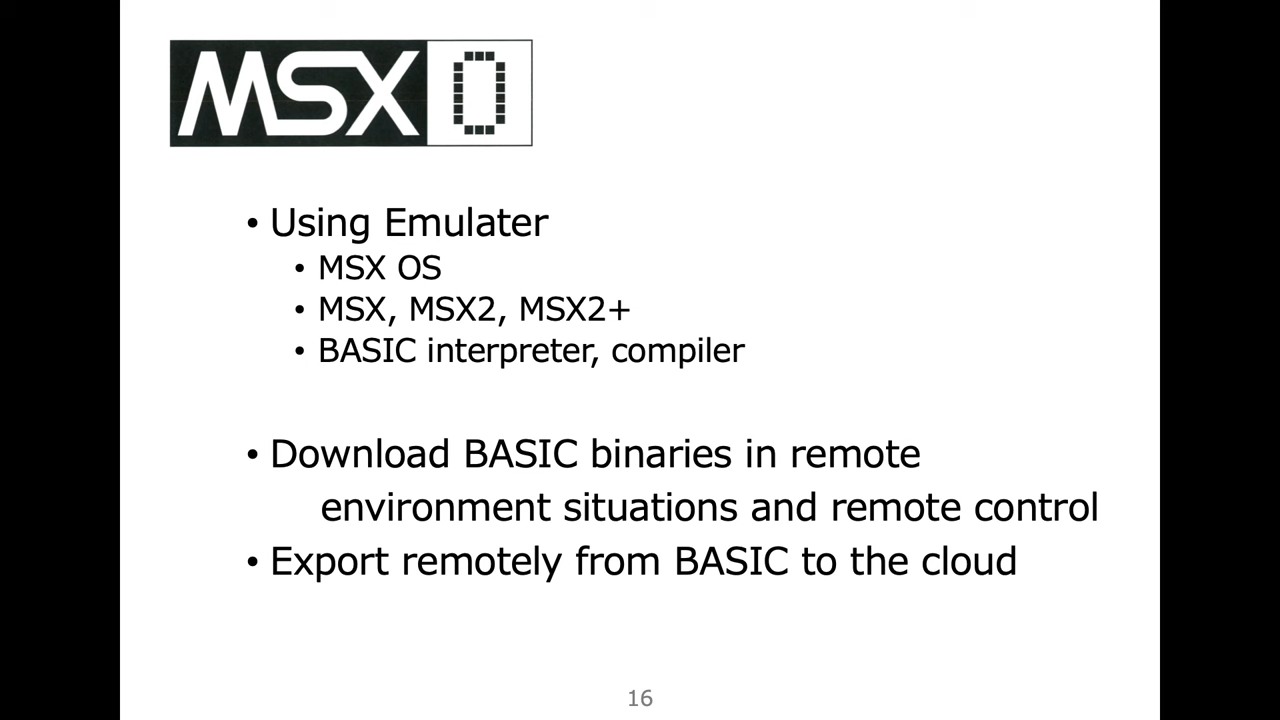 MSX 0
• Using Emulater
• MSX OS
• MSX, MSX2, MSX2+
• BASIC interpreter, compiler
• Download BASIC binaries in remote
environment situations and remote control
• Export remotely from BASIC to the cloud
16